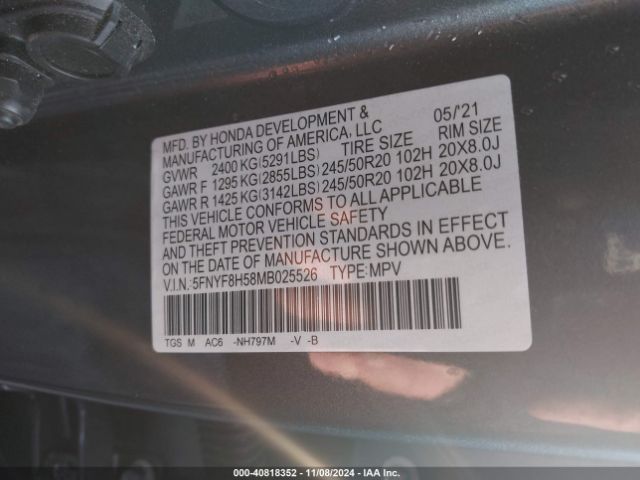 MFD. BY HONDA DEVELOPMENT & 05/'21
MANUFACTURING OF AMERICA, LLC
GVWR 2400 KG(5291LBS) TIRE SIZE RIM SIZE
GAWR F 1295 KG(2855LBS) 245/50R20 102H 20X8.0J
GAWR R 1425 KG(3142LBS) 245/50R20 102H 20X8.0J
THIS VEHICLE CONFORMS TO ALL APPLICABLE
FEDERAL MOTOR VEHICLE SAFETY
AND THEFT PREVENTION STANDARDS IN EFFECT
ON THE DATE OF MANUFACTURE SHOWN ABOVE.
V.I.N.:5FNYF8H58MB025526 TYPE:MPV
TGS M AC6 -NH797M -V -B
000-40818352 | 11/08/2024 - IAA Inc.